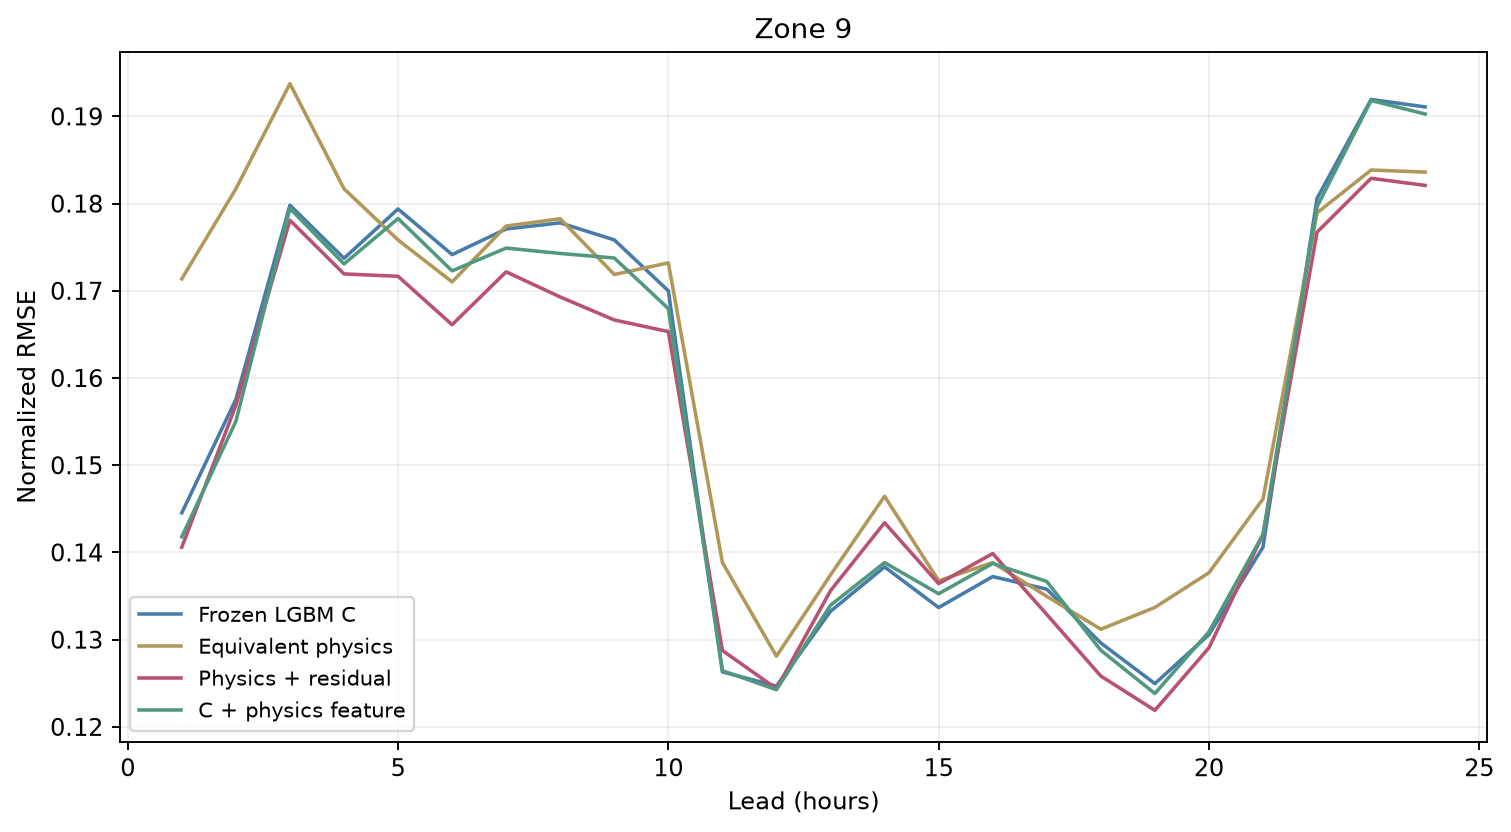 Zone 9
Normalized RMSE
0.19
0.18
0.17
0.16
0.15
0.14
0.13
0.12
Frozen LGBM C
Equivalent physics
Physics + residual
C + physics feature
0 5 10 15 20 25
Lead (hours)